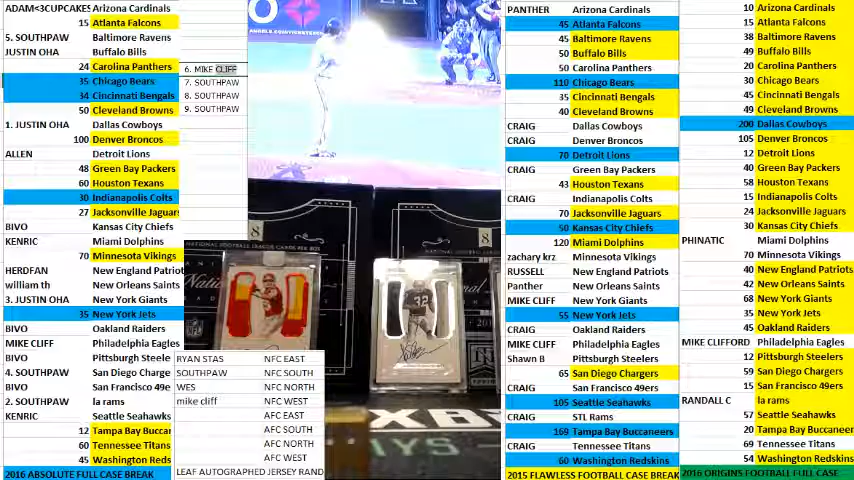 ADAM<3CUPCAKES Arizona Cardinals
15 Atlanta Falcons
5. SOUTHPAW Baltimore Ravens
JUSTIN OHA Buffalo Bills
24 Carolina Panthers
35 Chicago Bears
34 Cincinnati Bengals
50 Cleveland Browns
1. JUSTIN OHA Dallas Cowboys
100 Denver Broncos
ALLEN Detroit Lions
48 Green Bay Packers
60 Houston Texans
30 Indianapolis Colts
27 Jacksonville Jaguars
BIVO Kansas City Chiefs
KENRIC Miami Dolphins
70 Minnesota Vikings
HERDFAN New England Patriot
william th New Orleans Saints
3. JUSTIN OHA New York Giants
35 New York Jets
BIVO Oakland Raiders
MIKE CLIFF Philadelphia Eagles
BIVO Pittsburgh Steele
4. SOUTHPAW San Diego Charge
BIVO San Francisco 49e
2. SOUTHPAW la rams
KENRIC Seattle Seahawks
12 Tampa Bay Buccar
60 Tennessee Titans
45 Washington Reds
2016 ABSOLUTE FULL CASE BREAK
6. MIKE CLIFF
7. SOUTHPAW
8. SOUTHPAW
9. SOUTHPAW
RYAN STAS NFC EAST
SOUTHPAW NFC SOUTH
WES NFC NORTH
mike cliff NFC WEST
AFC EAST
AFC SOUTH
AFC NORTH
AFC WEST
LEAF AUTOGRAPHED JERSEY RAND
8
8
32
NFL
PANTHER Arizona Cardinals
45 Atlanta Falcons
45 Baltimore Ravens
50 Buffalo Bills
50 Carolina Panthers
110 Chicago Bears
35 Cincinnati Bengals
40 Cleveland Browns
CRAIG Dallas Cowboys
CRAIG Denver Broncos
70 Detroit Lions
CRAIG Green Bay Packers
43 Houston Texans
CRAIG Indianapolis Colts
70 Jacksonville Jaguars
50 Kansas City Chiefs
120 Miami Dolphins
zachary krz Minnesota Vikings
RUSSELL New England Patriots
Panther New Orleans Saints
MIKE CLIFF New York Giants
55 New York Jets
CRAIG Oakland Raiders
MIKE CLIFF Philadelphia Eagles
Shawn B Pittsburgh Steelers
65 San Diego Chargers
CRAIG San Francisco 49ers
105 Seattle Seahawks
CRAIG STL Rams
169 Tampa Bay Buccaneers
CRAIG Tennessee Titans
60 Washington Redskins
2015 FLAWLESS FOOTBALL CASE BREAK
10 Arizona Cardinals
15 Atlanta Falcons
38 Baltimore Ravens
49 Buffalo Bills
20 Carolina Panthers
30 Chicago Bears
45 Cincinnati Bengals
49 Cleveland Browns
200 Dallas Cowboys
105 Denver Broncos
12 Detroit Lions
40 Green Bay Packers
58 Houston Texans
15 Indianapolis Colts
24 Jacksonville Jaguars
30 Kansas City Chiefs
PHINATIC Miami Dolphins
70 Minnesota Vikings
40 New England Patriots
42 New Orleans Saints
68 New York Giants
35 New York Jets
45 Oakland Raiders
MIKE CLIFFORD Philadelphia Eagles
12 Pittsburgh Steelers
59 San Diego Chargers
15 San Francisco 49ers
RANDALL C la rams
57 Seattle Seahawks
20 Tampa Bay Buccaneer
69 Tennessee Titans
54 Washington Redskins
2016 ORIGINS FOOTBALL FULL CASE